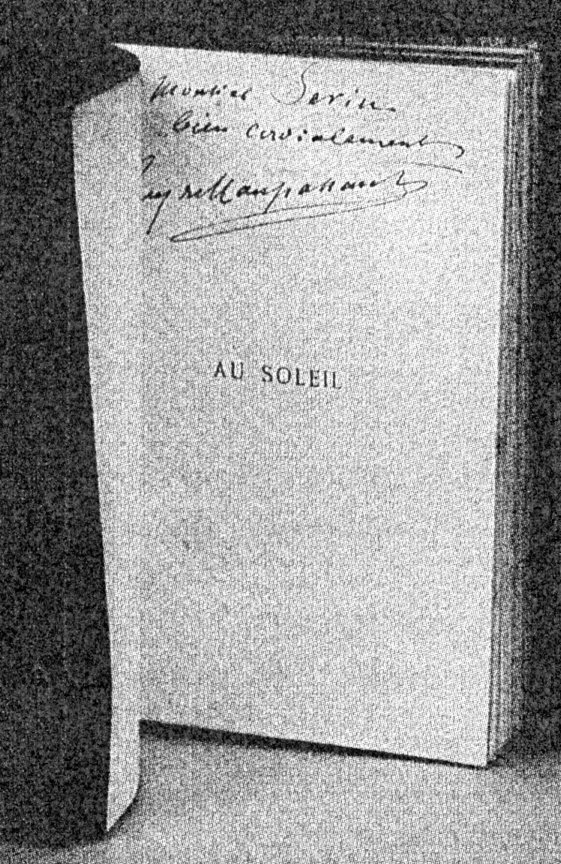 Monsieur Serin
bien cordialement
Guy de Maupassant
AU SOLEIL